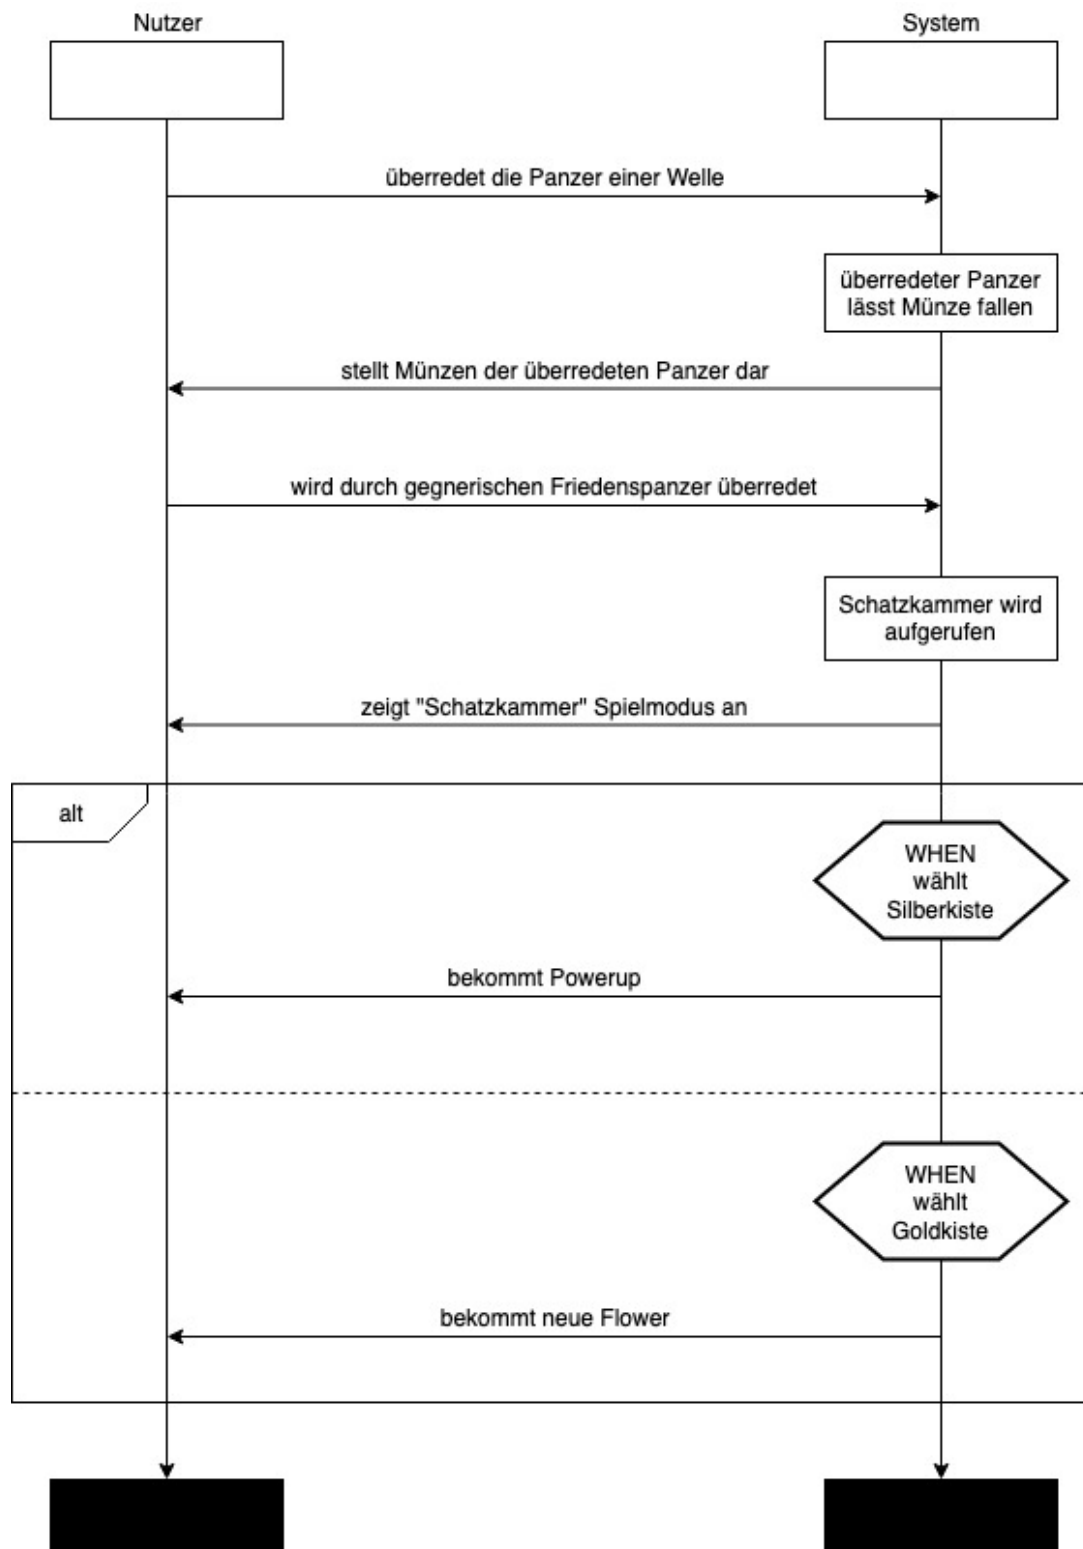 Nutzer
System
überredet die Panzer einer Welle
überredeter Panzer
lässt Münze fallen
stellt Münzen der überredeten Panzer dar
wird durch gegnerischen Friedenspanzer überredet
Schatzkammer wird
aufgerufen
zeigt "Schatzkammer" Spielmodus an
alt
WHEN
wählt
Silberkiste
bekommt Powerup
WHEN
wählt
Goldkiste
bekommt neue Flower